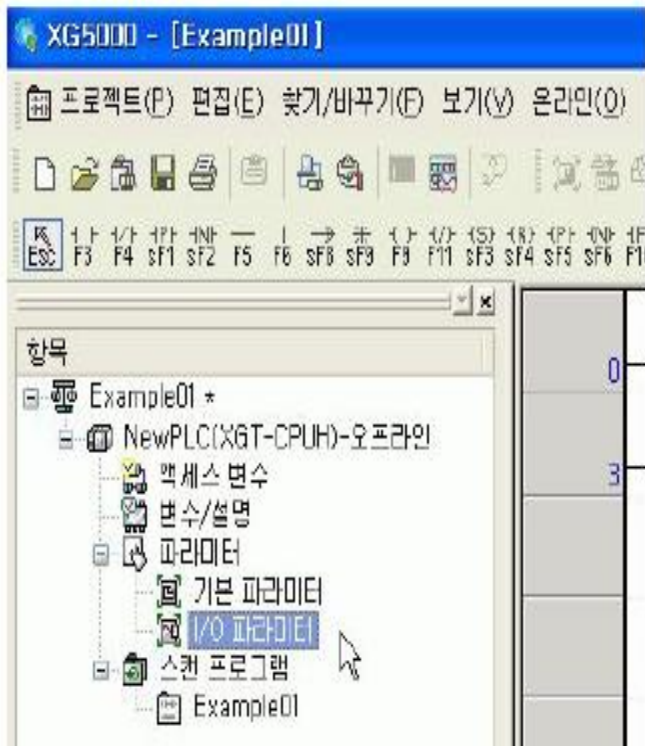 XG5000 - [Example01]
프로젝트(P) 편집(E) 찾기/바꾸기(F) 보기(V) 온라인(O)
Esc F3 F4 sF1 sF2 F5 F6 sF8 sF9 F9 F11 sF3 sF4 sF5 sF6
항목
Example01 *
NewPLC(XGT-CPUH)-오프라인
액세스 변수
변수/설명
파라미터
기본 파라미터
I/O 파라미터
스캔 프로그램
Example01
0
3